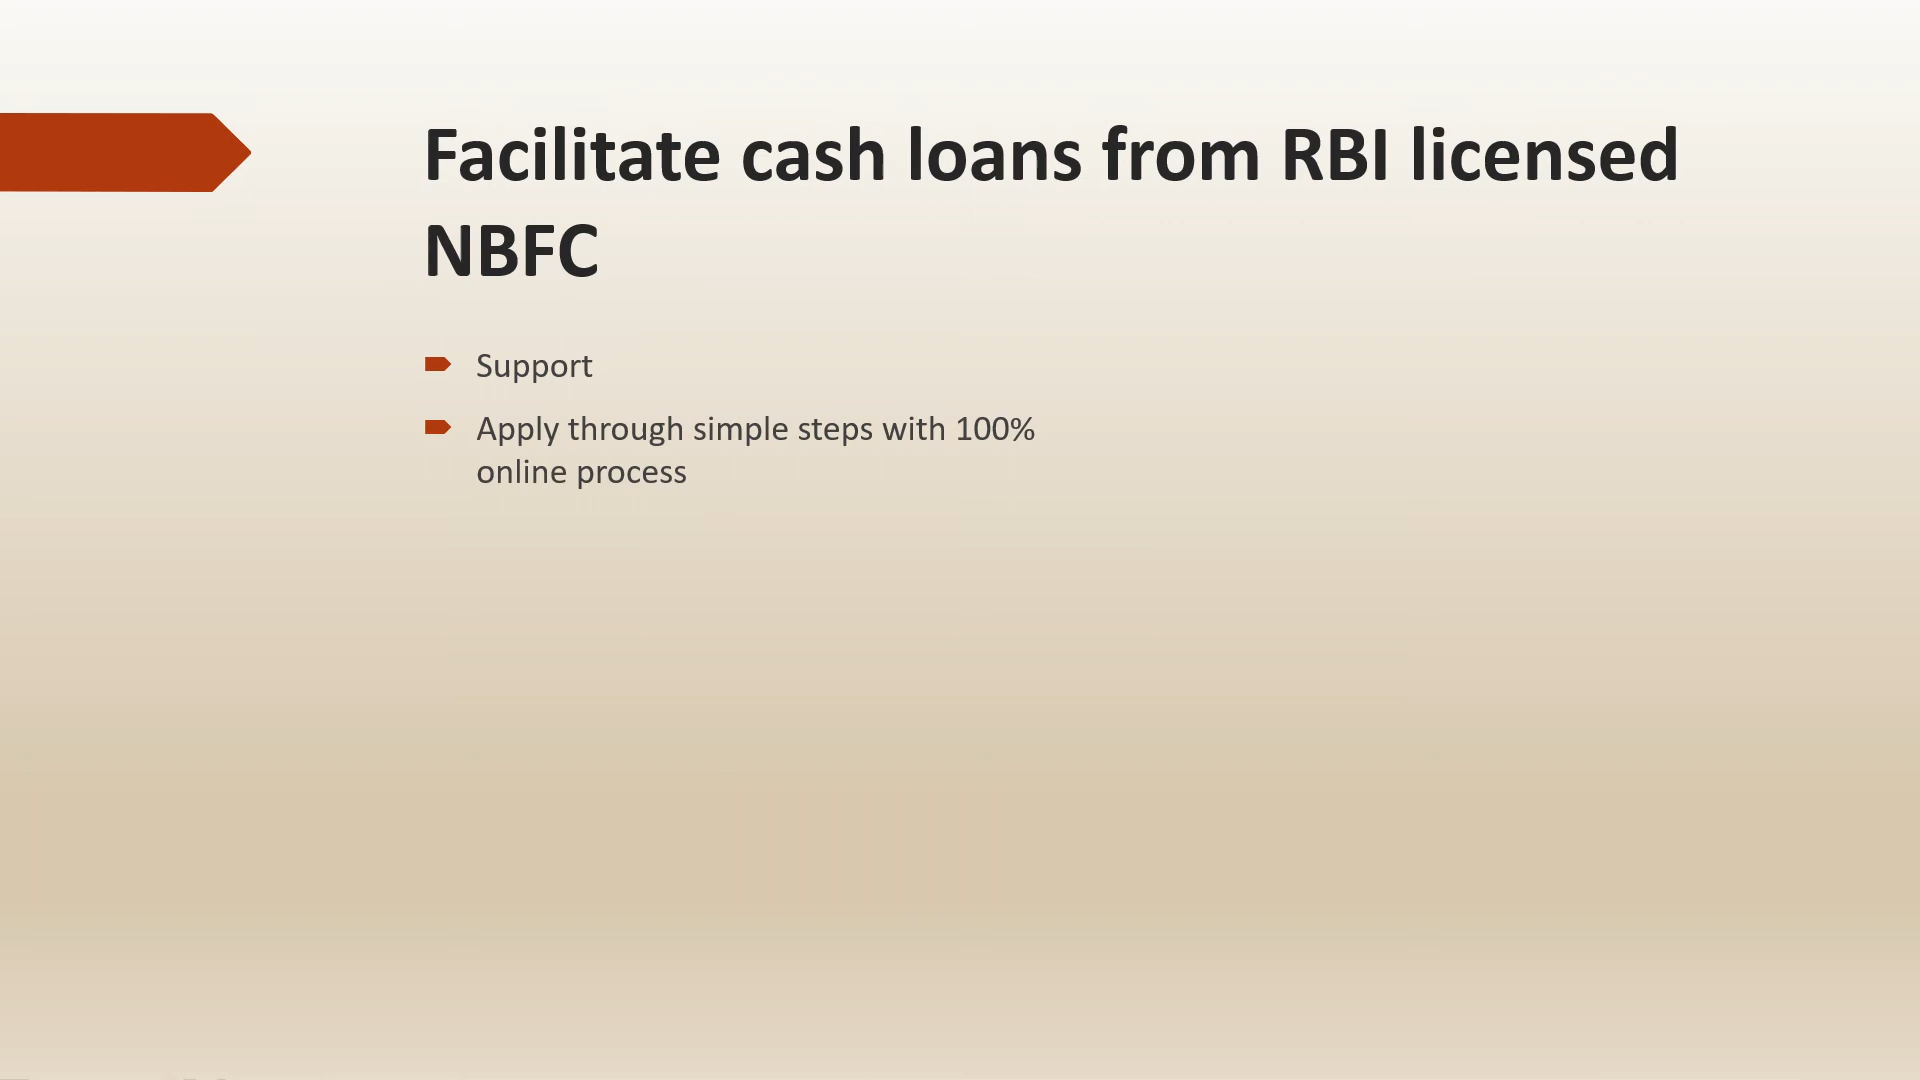 Facilitate cash loans from RBI licensed
NBFC
Support
Apply through simple steps with 100%
online process